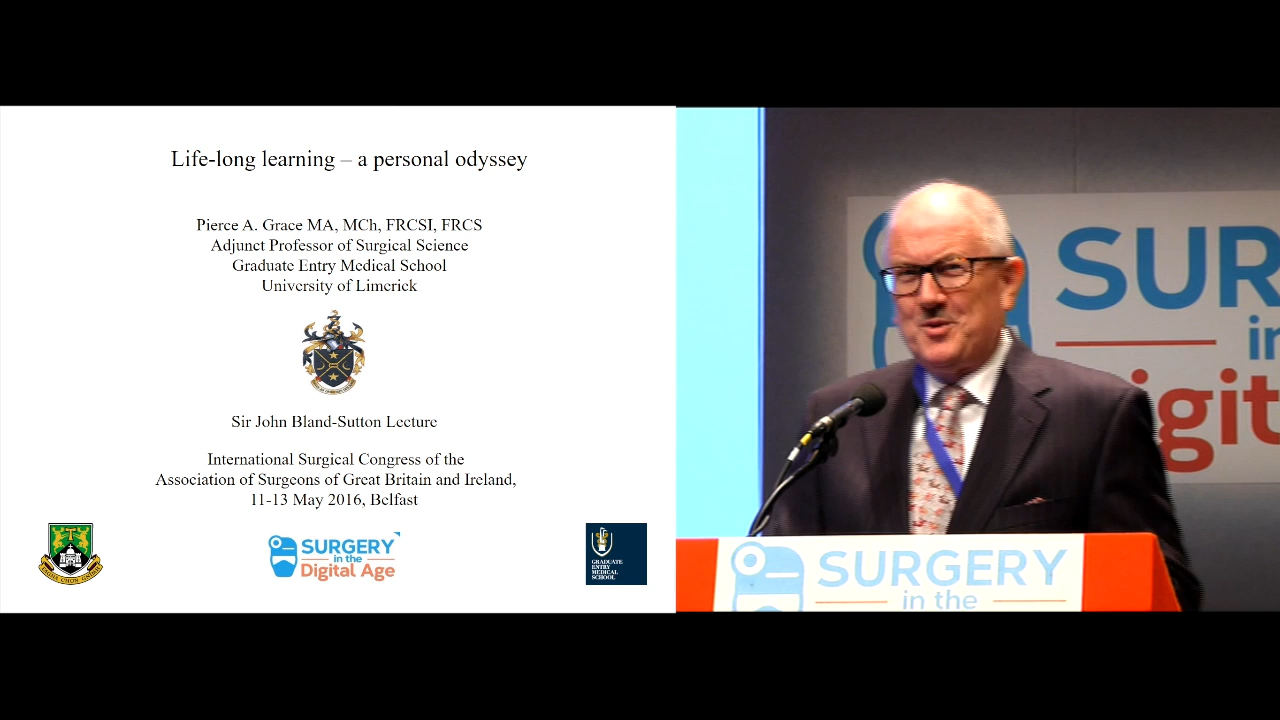 Life-long learning – a personal odyssey
Pierce A. Grace MA, MCh, FRCSI, FRCS
Adjunct Professor of Surgical Science
Graduate Entry Medical School
University of Limerick
Sir John Bland-Sutton Lecture
International Surgical Congress of the
Association of Surgeons of Great Britain and Ireland,
11-13 May 2016, Belfast
SURGERY
in the
Digital Age
GRADUATE
ENTRY
MEDICAL
SCHOOL
SUR
in
igit
SURGERY
in the